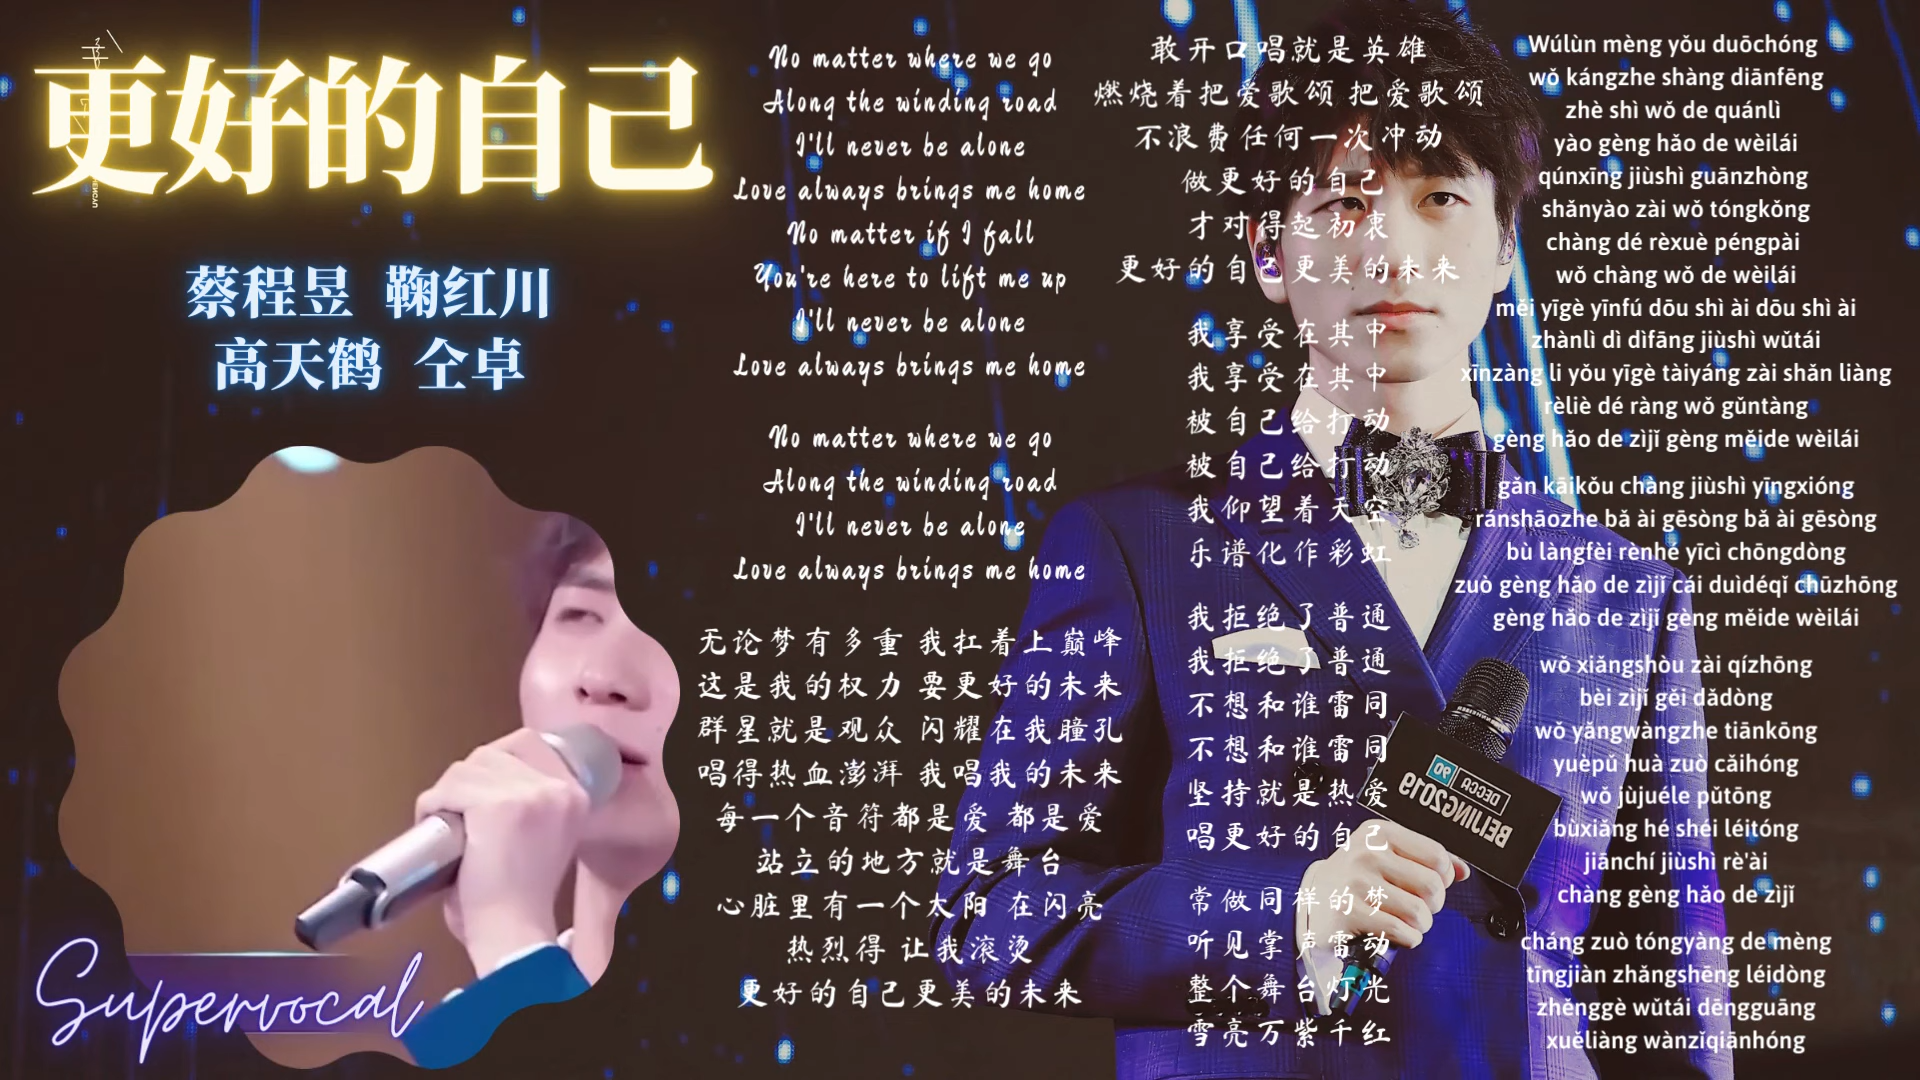 更好的自己
蔡程昱 鞠红川
高天鹤 仝卓
Supervocal
No matter where we go
Along the winding road
I'll never be alone
Love always brings me home
No matter if I fall
You're here to lift me up
I'll never be alone
Love always brings me home
No matter where we go
Along the winding road
I'll never be alone
Love always brings me home
无论梦有多重 我扛着上巅峰
这是我的权力 要更好的未来
群星就是观众 闪耀在我瞳孔
唱得热血澎湃 我唱我的未来
每一个音符都是爱 都是爱
站立的地方就是舞台
心脏里有一个太阳 在闪亮
热烈得 让我滚烫
更好的自己更美的未来
敢开口唱就是英雄
燃烧着把爱歌颂 把爱歌颂
不浪费任何一次冲动
做更好的自己
才对得起初衷
更好的自己更美的未来
我享受在其中
我享受在其中
被自己给打动
被自己给打动
我仰望着天空
乐谱化作彩虹
我拒绝了普通
我拒绝了普通
不想和谁雷同
不想和谁雷同
坚持就是热爱
唱更好的自己
常做同样的梦
听见掌声雷动
整个舞台灯光
雪亮万紫千红
Wúlùn mèng yǒu duōchóng
wǒ kángzhe shàng diānfēng
zhè shì wǒ de quánlì
yào gèng hǎo de wèilái
qúnxīng jiùshì guānzhòng
shǎnyào zài wǒ tóngkǒng
chàng dé rèxuè péngpài
wǒ chàng wǒ de wèilái
měi yīgè yīnfú dōu shì ài dōu shì ài
zhànlì dì dìfāng jiùshì wǔtái
xīnzàng li yǒu yīgè tàiyáng zài shǎn liàng
rèliè dé ràng wǒ gǔntàng
gèng hǎo de zìjǐ gèng měide wèilái
gǎn kāikǒu chàng jiùshì yīngxióng
ránshāozhe bǎ ài gēsòng bǎ ài gēsòng
bù làngfèi rènhé yīcì chōngdòng
zuò gèng hǎo de zìjǐ cái duìdéqǐ chūzhōng
gèng hǎo de zìjǐ gèng měide wèilái
wǒ xiǎngshòu zài qízhōng
bèi zìjǐ gěi dǎdòng
wǒ yǎngwàngzhe tiānkōng
yuèpǔ huà zuò cǎihóng
wǒ jùjuéle pǔtōng
bùxiǎng hé shéi léitóng
jiānchí jiùshì rè'ài
chàng gèng hǎo de zìjǐ
cháng zuò tóngyàng de mèng
tīngjiàn zhǎngshēng léidòng
zhěnggè wǔtái dēngguāng
xuěliàng wànzǐqiānhóng
DECCA 90
BEIJING2019